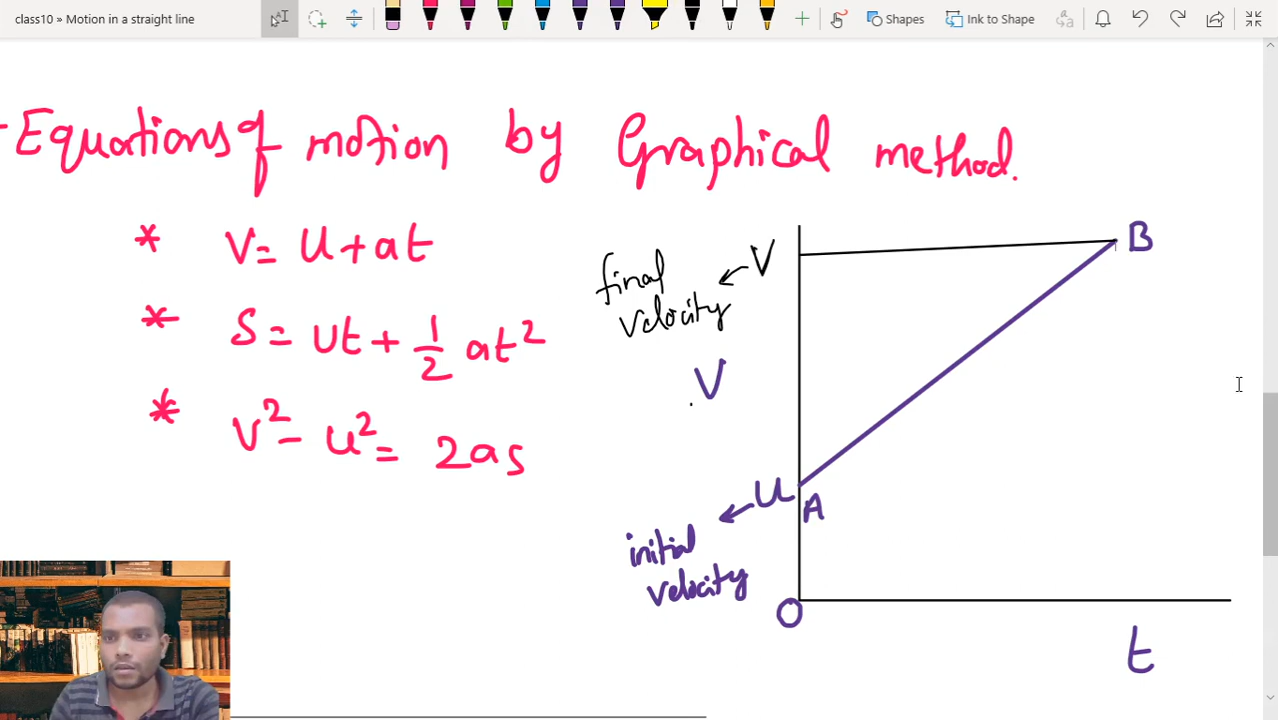 class10 » Motion in a straight line
Shapes
Ink to Shape
Equations of motion by Graphical method.
* V = U + at
* S = Ut + 1/2 at²
* V² - U² = 2as
V
final
velocity
V
B
U
A
initial
velocity
O
t